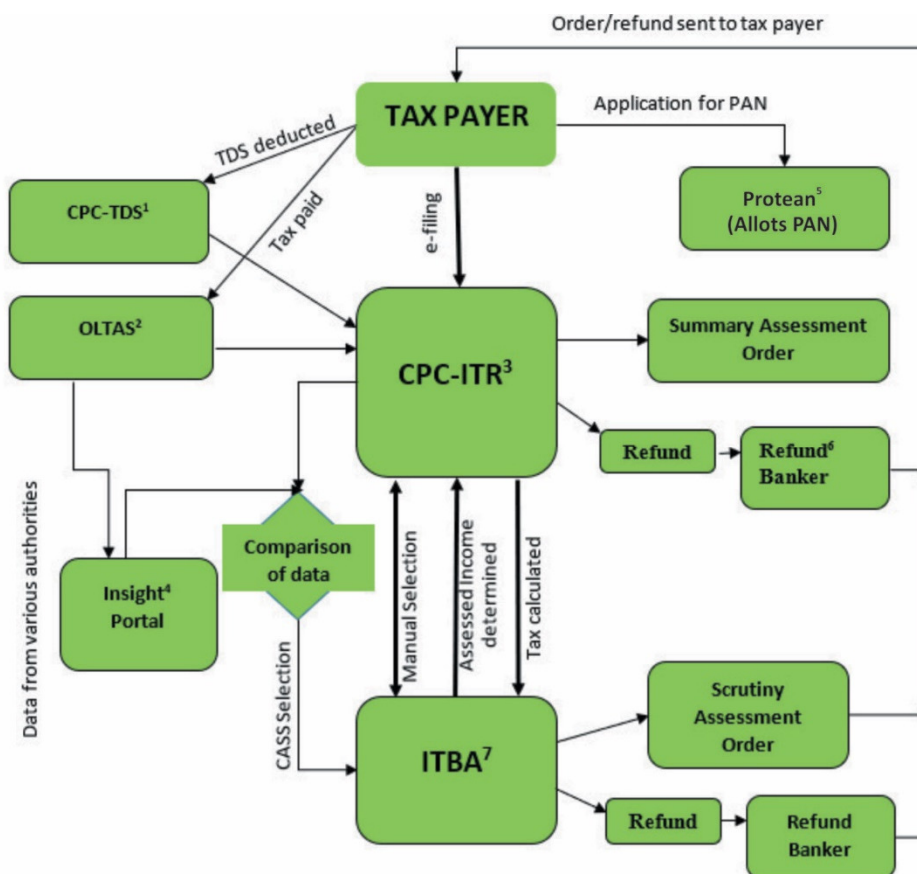 Order/refund sent to tax payer
TAX PAYER
Application for PAN
TDS deducted
CPC-TDS¹
Tax paid
e-filing
Protean⁵
(Allots PAN)
OLTAS²
CPC-ITR³
Summary Assessment
Order
Refund
Refund⁶
Banker
Data from various authorities
Comparison
of data
Insight⁴
Portal
Manual Selection
Assessed Income
determined
Tax calculated
CASS Selection
ITBA⁷
Scrutiny
Assessment
Order
Refund
Refund
Banker